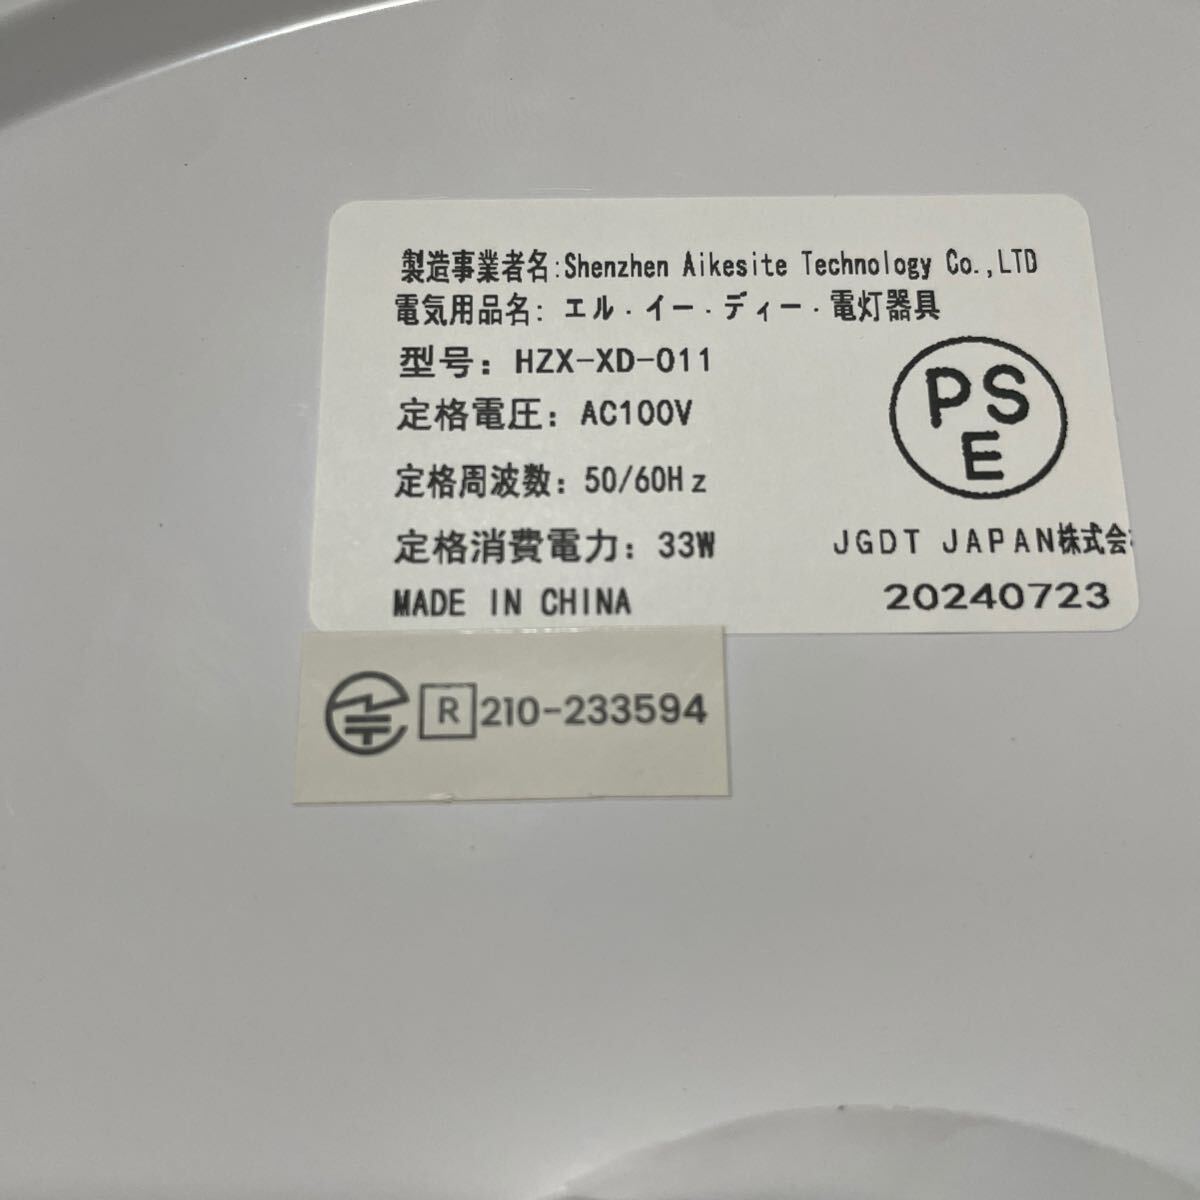 製造事業者名:Shenzhen Aikesite Technology Co.,LTD
電気用品名: エル・イー・ディー・電灯器具
型号: HZX-XD-011
定格電圧: AC100V
PS
E
定格周波数: 50/60Hz
定格消費電力: 33W
JGDT JAPAN株式会
MADE IN CHINA
20240723
R 210-233594